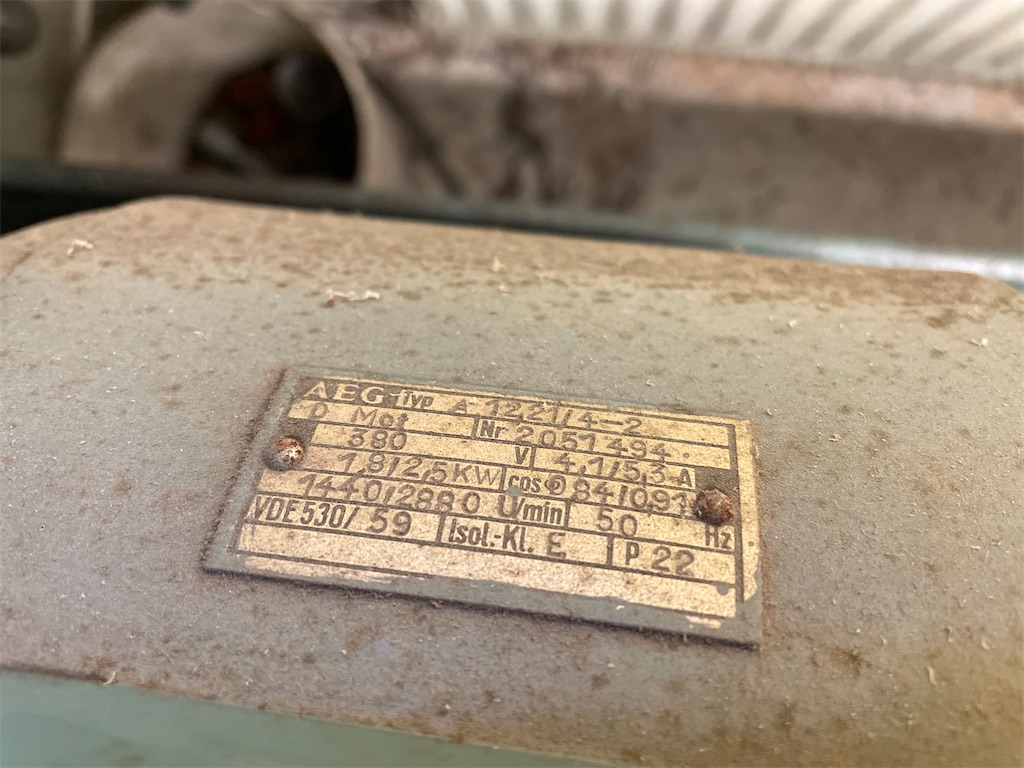 AEG Typ A-1221/4-2
D Mot Nr 2051494
380 V 4,1/5,3 A
1,8/2,5 KW cos φ 84/0,91
1440/2880 U/min 50 Hz
VDE 530/59 Isol.-Kl. E P 22